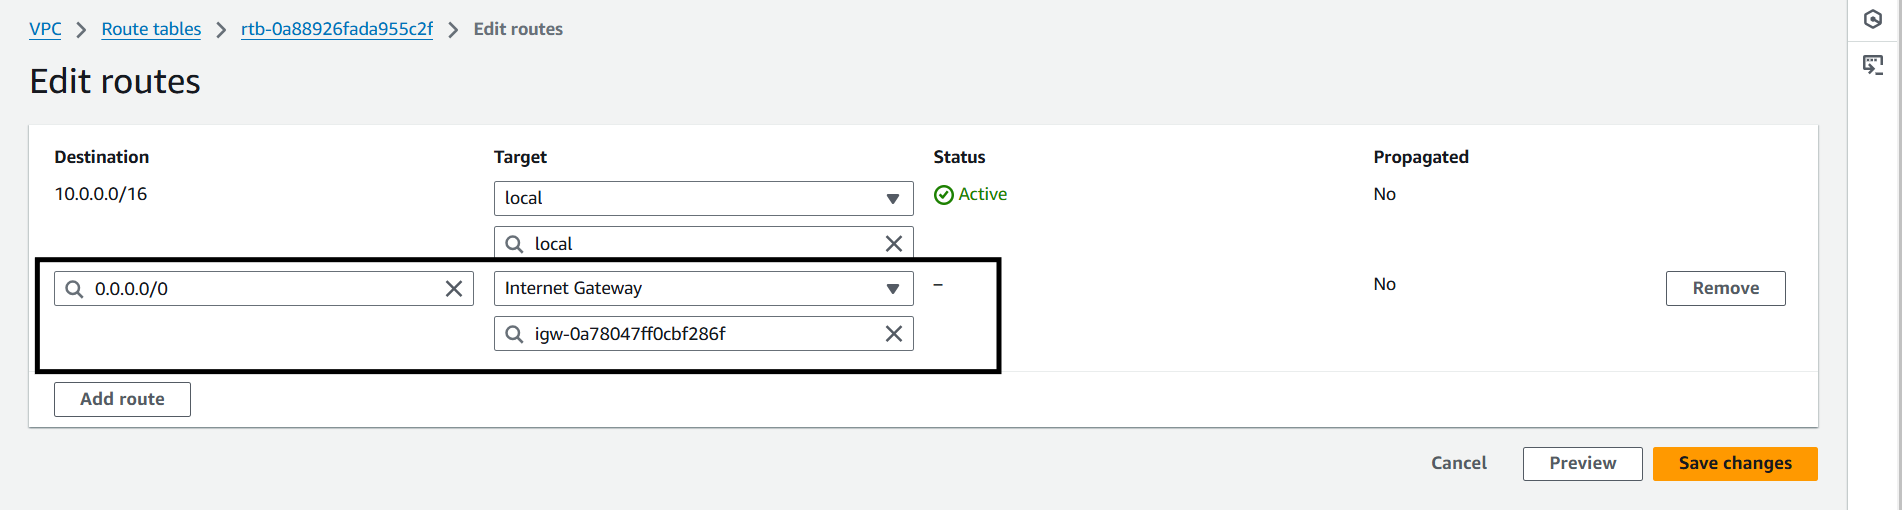 VPC > Route tables > rtb-0a88926fada955c2f > Edit routes
Edit routes
Destination Target Status Propagated
10.0.0.0/16 local Active No
local
0.0.0.0/0 Internet Gateway – No Remove
igw-0a78047ff0cbf286f
Add route
Cancel Preview Save changes